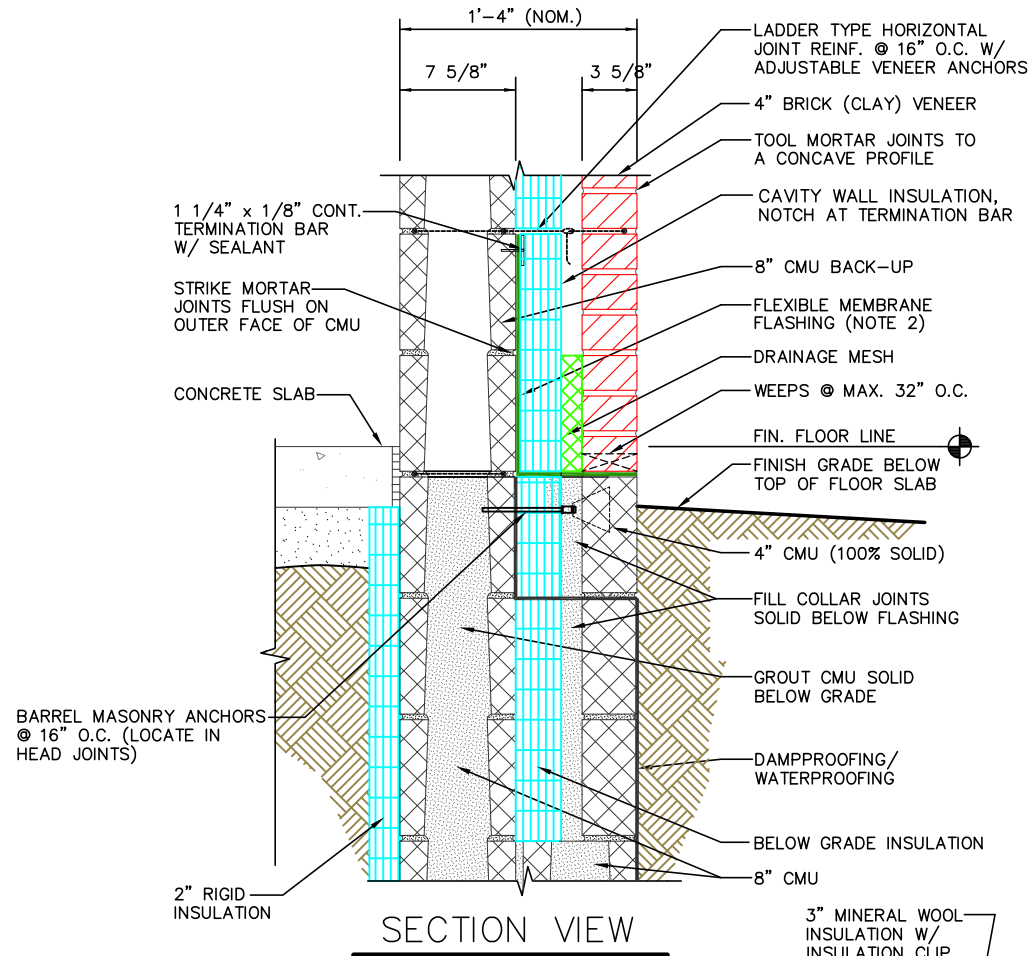 1'-4" (NOM.)
7 5/8"
3 5/8"
LADDER TYPE HORIZONTAL
JOINT REINF. @ 16" O.C. W/
ADJUSTABLE VENEER ANCHORS
4" BRICK (CLAY) VENEER
TOOL MORTAR JOINTS TO
A CONCAVE PROFILE
CAVITY WALL INSULATION,
NOTCH AT TERMINATION BAR
8" CMU BACK-UP
FLEXIBLE MEMBRANE
FLASHING (NOTE 2)
DRAINAGE MESH
WEEPS @ MAX. 32" O.C.
FIN. FLOOR LINE
FINISH GRADE BELOW
TOP OF FLOOR SLAB
4" CMU (100% SOLID)
FILL COLLAR JOINTS
SOLID BELOW FLASHING
GROUT CMU SOLID
BELOW GRADE
DAMPPROOFING/
WATERPROOFING
BELOW GRADE INSULATION
8" CMU
1 1/4" x 1/8" CONT.
TERMINATION BAR
W/ SEALANT
STRIKE MORTAR
JOINTS FLUSH ON
OUTER FACE OF CMU
CONCRETE SLAB
BARREL MASONRY ANCHORS
@ 16" O.C. (LOCATE IN
HEAD JOINTS)
2" RIGID
INSULATION
SECTION VIEW
3" MINERAL WOOL
INSULATION W/
INSULATION CLIP